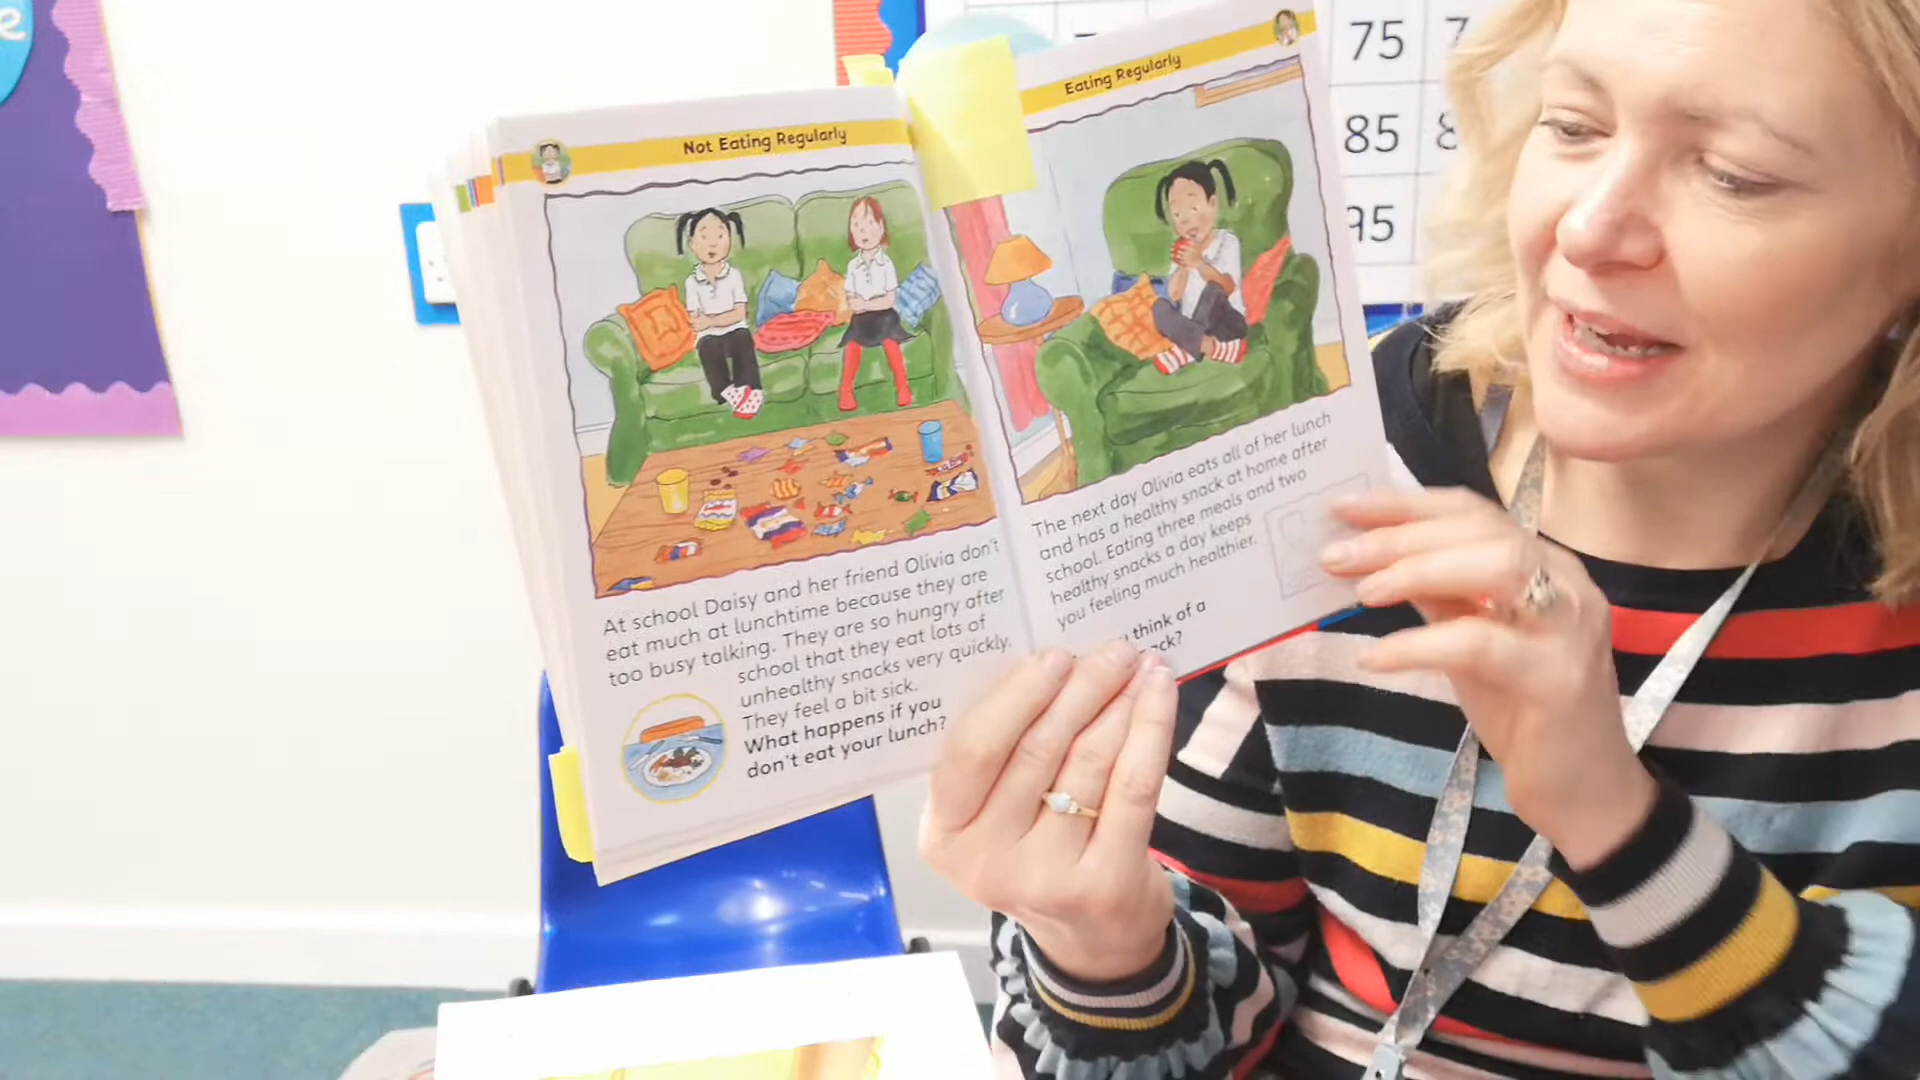 e
Not Eating Regularly
At school Daisy and her friend Olivia don't
eat much at lunchtime because they are
too busy talking. They are so hungry after
school that they eat lots of
unhealthy snacks very quickly.
They feel a bit sick.
What happens if you
don't eat your lunch?
Eating Regularly
The next day Olivia eats all of her lunch
and has a healthy snack at home after
school. Eating three meals and two
healthy snacks a day keeps
you feeling much healthier.
think of a
75 7
85 8
95